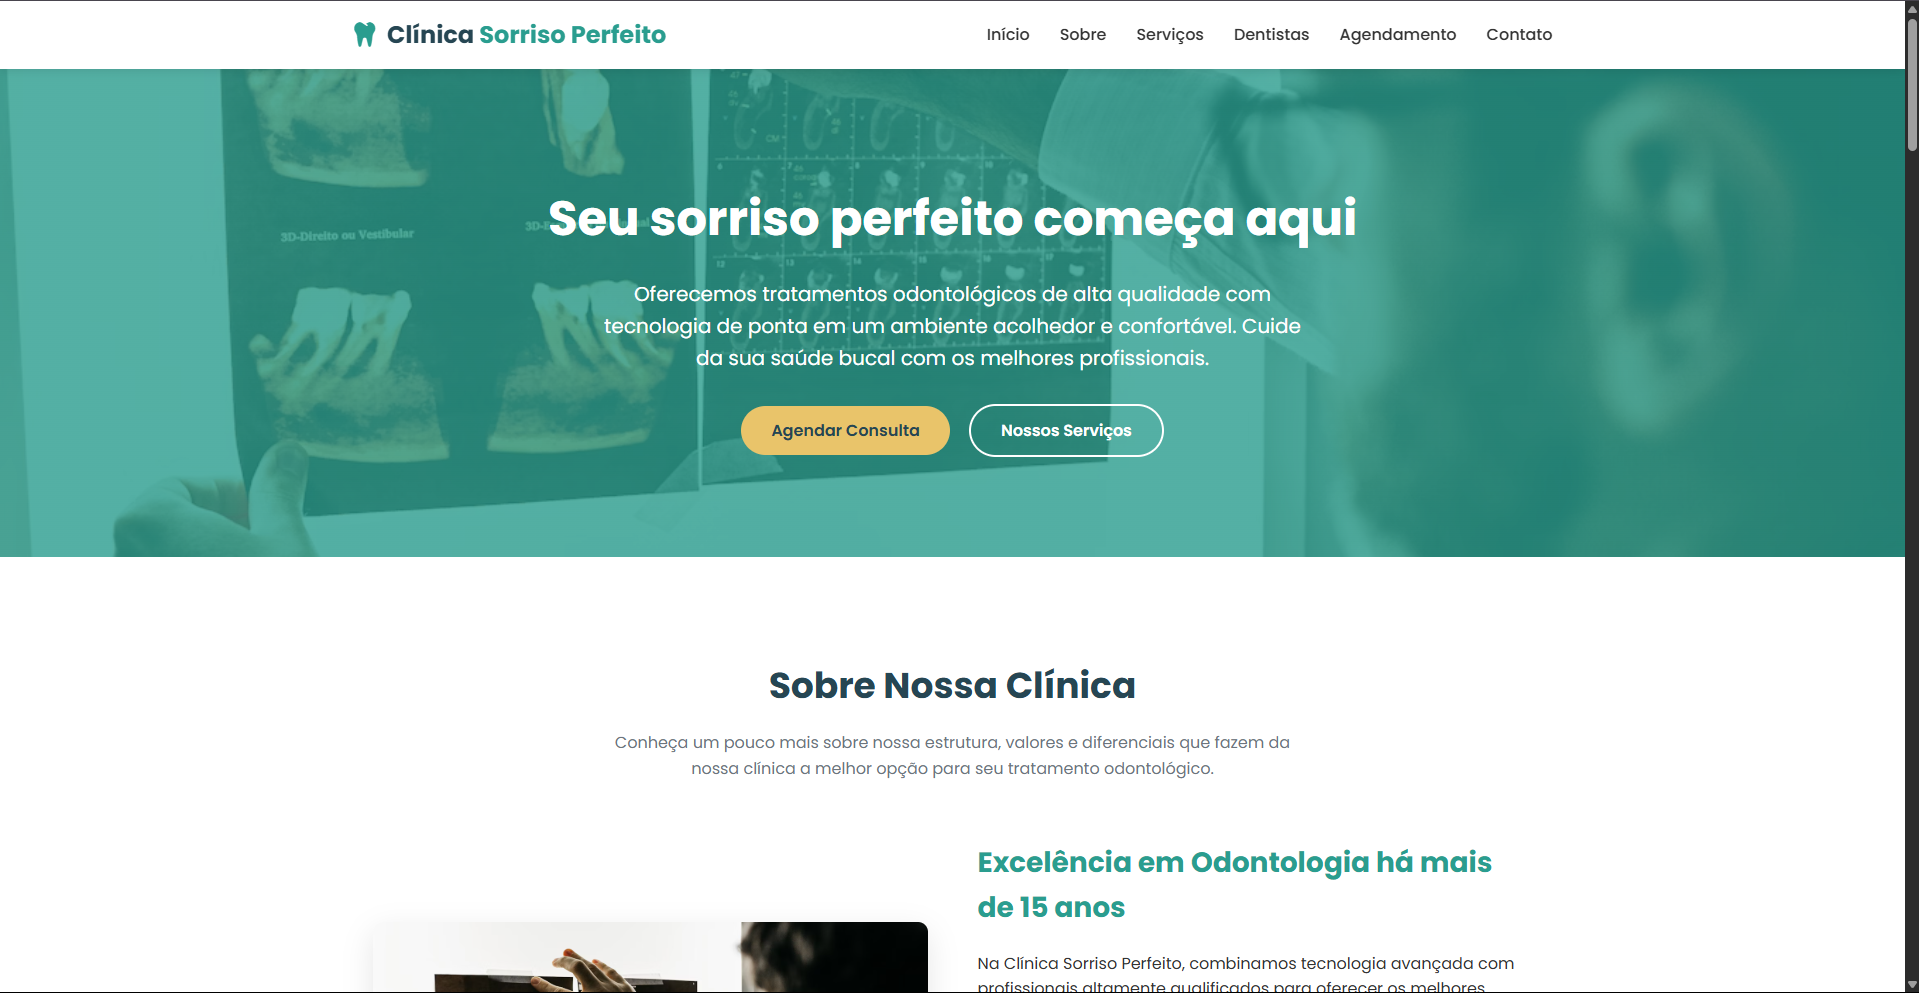 Clínica Sorriso Perfeito
Início Sobre Serviços Dentistas Agendamento Contato
3D-Direito ou Vestibular
3D-E
Seu sorriso perfeito começa aqui
Oferecemos tratamentos odontológicos de alta qualidade com
tecnologia de ponta em um ambiente acolhedor e confortável. Cuide
da sua saúde bucal com os melhores profissionais.
Agendar Consulta
Nossos Serviços
Sobre Nossa Clínica
Conheça um pouco mais sobre nossa estrutura, valores e diferenciais que fazem da
nossa clínica a melhor opção para seu tratamento odontológico.
Excelência em Odontologia há mais
de 15 anos
Na Clínica Sorriso Perfeito, combinamos tecnologia avançada com
profissionais altamente qualificados para oferecer os melhores